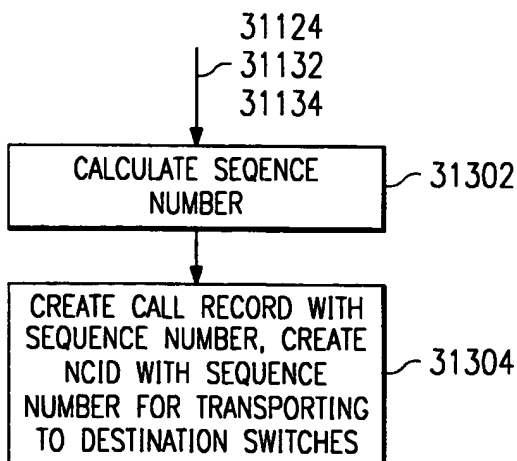 31124
31132
31134
CALCULATE SEQENCE
NUMBER
31302
CREATE CALL RECORD WITH
SEQUENCE NUMBER, CREATE
NCID WITH SEQUENCE
NUMBER FOR TRANSPORTING
TO DESTINATION SWITCHES
31304